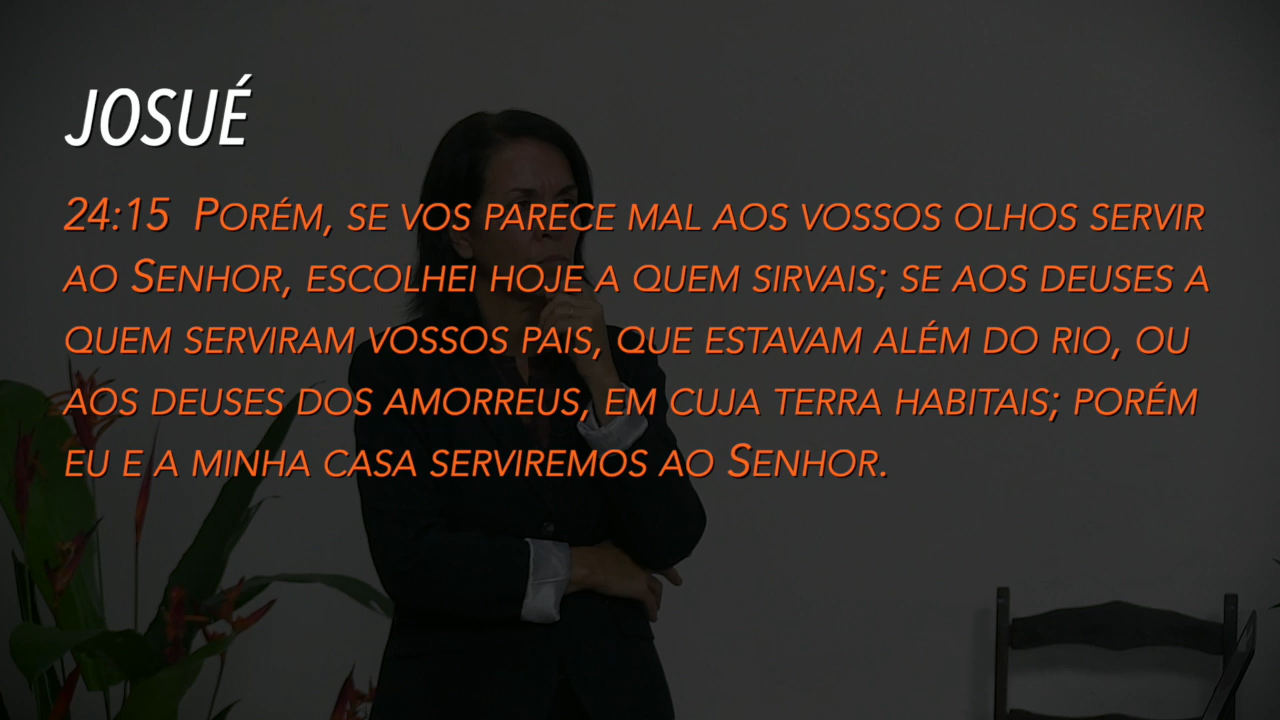 JOSUÉ
24:15 Porém, se vos parece mal aos vossos olhos servir
ao Senhor, escolhei hoje a quem sirvais; se aos deuses a
quem serviram vossos pais, que estavam além do rio, ou
aos deuses dos amorreus, em cuja terra habitais; porém
eu e a minha casa serviremos ao Senhor.